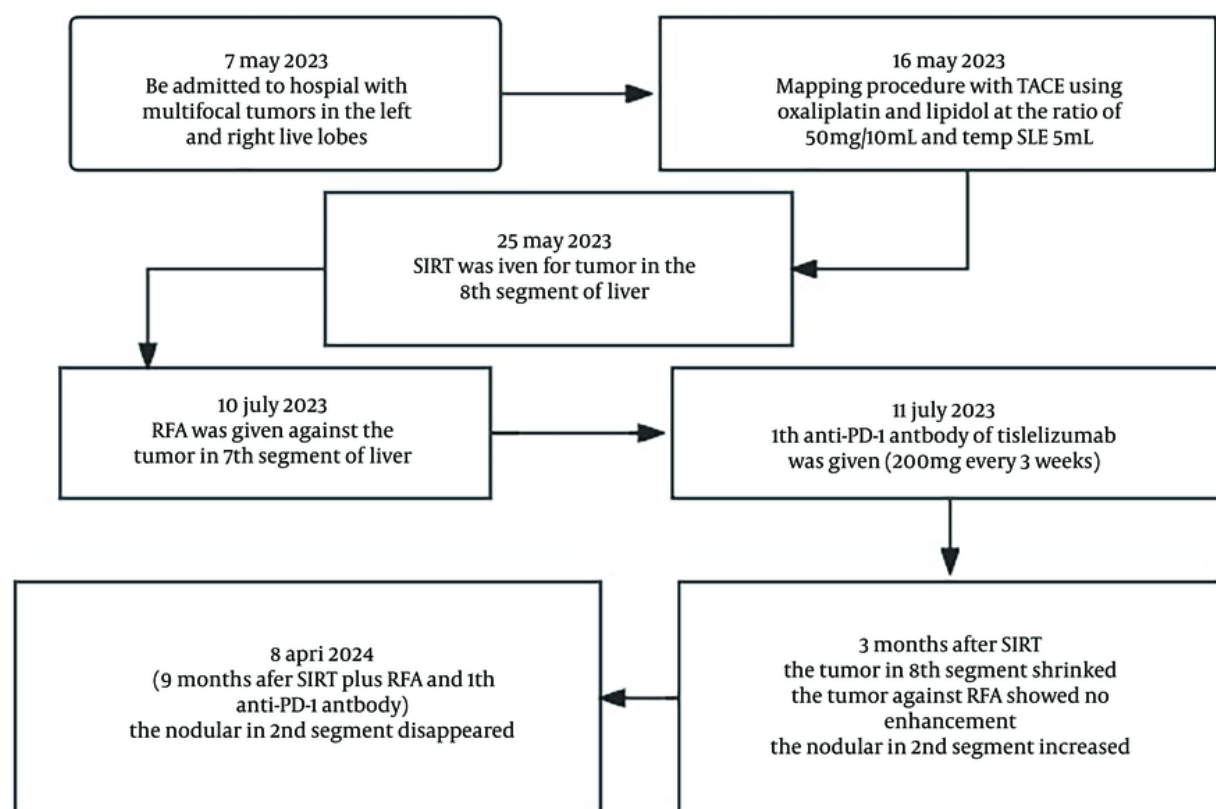 7 may 2023
Be admitted to hospial with
multifocal tumors in the left
and right live lobes
16 may 2023
Mapping procedure with TACE using
oxaliplatin and lipidol at the ratio of
50mg/10mL and temp SLE 5mL
25 may 2023
SIRT was iven for tumor in the
8th segment of liver
10 july 2023
RFA was given against the
tumor in 7th segment of liver
11 july 2023
1th anti-PD-1 antbody of tislelizumab
was given (200mg every 3 weeks)
3 months after SIRT
the tumor in 8th segment shrinked
the tumor against RFA showed no
enhancement
the nodular in 2nd segment increased
8 apri 2024
(9 months afer SIRT plus RFA and 1th
anti-PD-1 antbody)
the nodular in 2nd segment disappeared